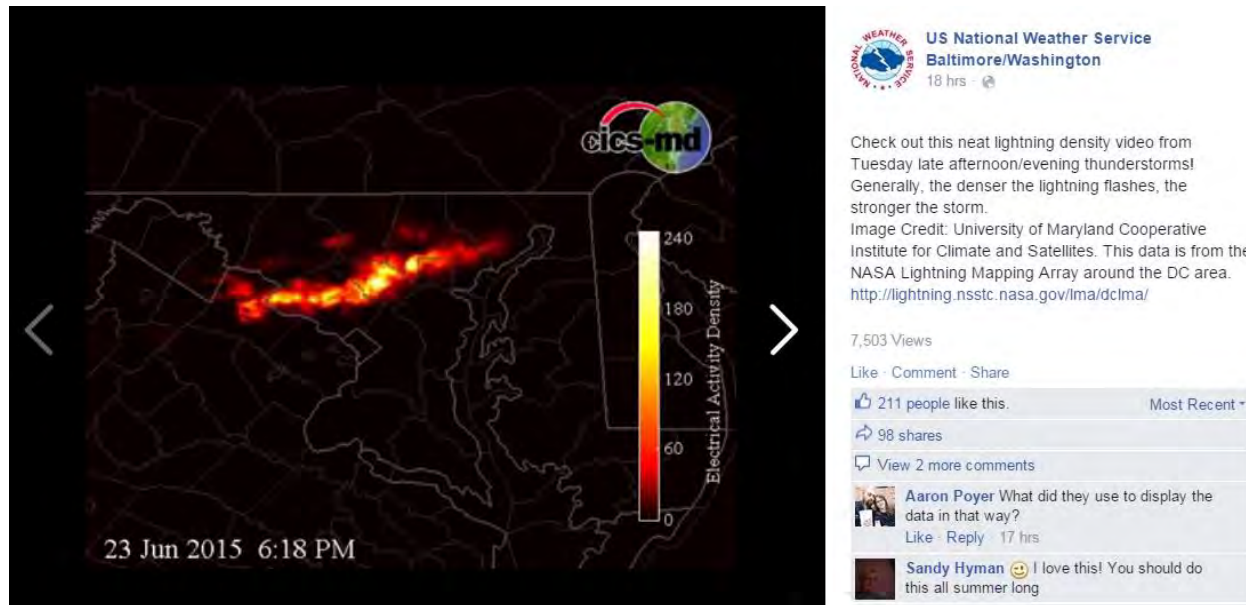 cics-md
240
180
120
60
0
Electrical Activity Density
23 Jun 2015 6:18 PM
NATIONAL WEATHER SERVICE
US National Weather Service
Baltimore/Washington
18 hrs ·
Check out this neat lightning density video from
Tuesday late afternoon/evening thunderstorms!
Generally, the denser the lightning flashes, the
stronger the storm.
Image Credit: University of Maryland Cooperative
Institute for Climate and Satellites. This data is from the
NASA Lightning Mapping Array around the DC area.
http://lightning.nsstc.nasa.gov/lma/dclma/
7,503 Views
Like · Comment · Share
211 people like this. Most Recent
98 shares
View 2 more comments
Aaron Poyer What did they use to display the
data in that way?
Like · Reply · 17 hrs
Sandy Hyman I love this! You should do
this all summer long